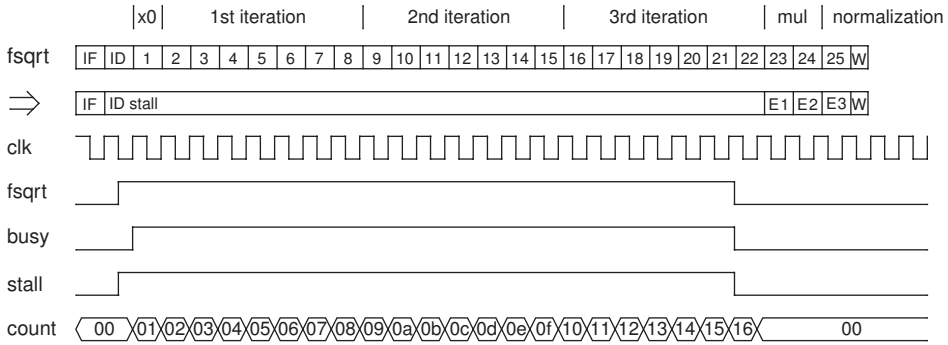 x0 1st iteration 2nd iteration 3rd iteration mul normalization
fsqrt IF ID 1 2 3 4 5 6 7 8 9 10 11 12 13 14 15 16 17 18 19 20 21 22 23 24 25 W
⇒ IF ID stall E1 E2 E3 W
clk
fsqrt
busy
stall
count 00 01 02 03 04 05 06 07 08 09 0a 0b 0c 0d 0e 0f 10 11 12 13 14 15 16 00